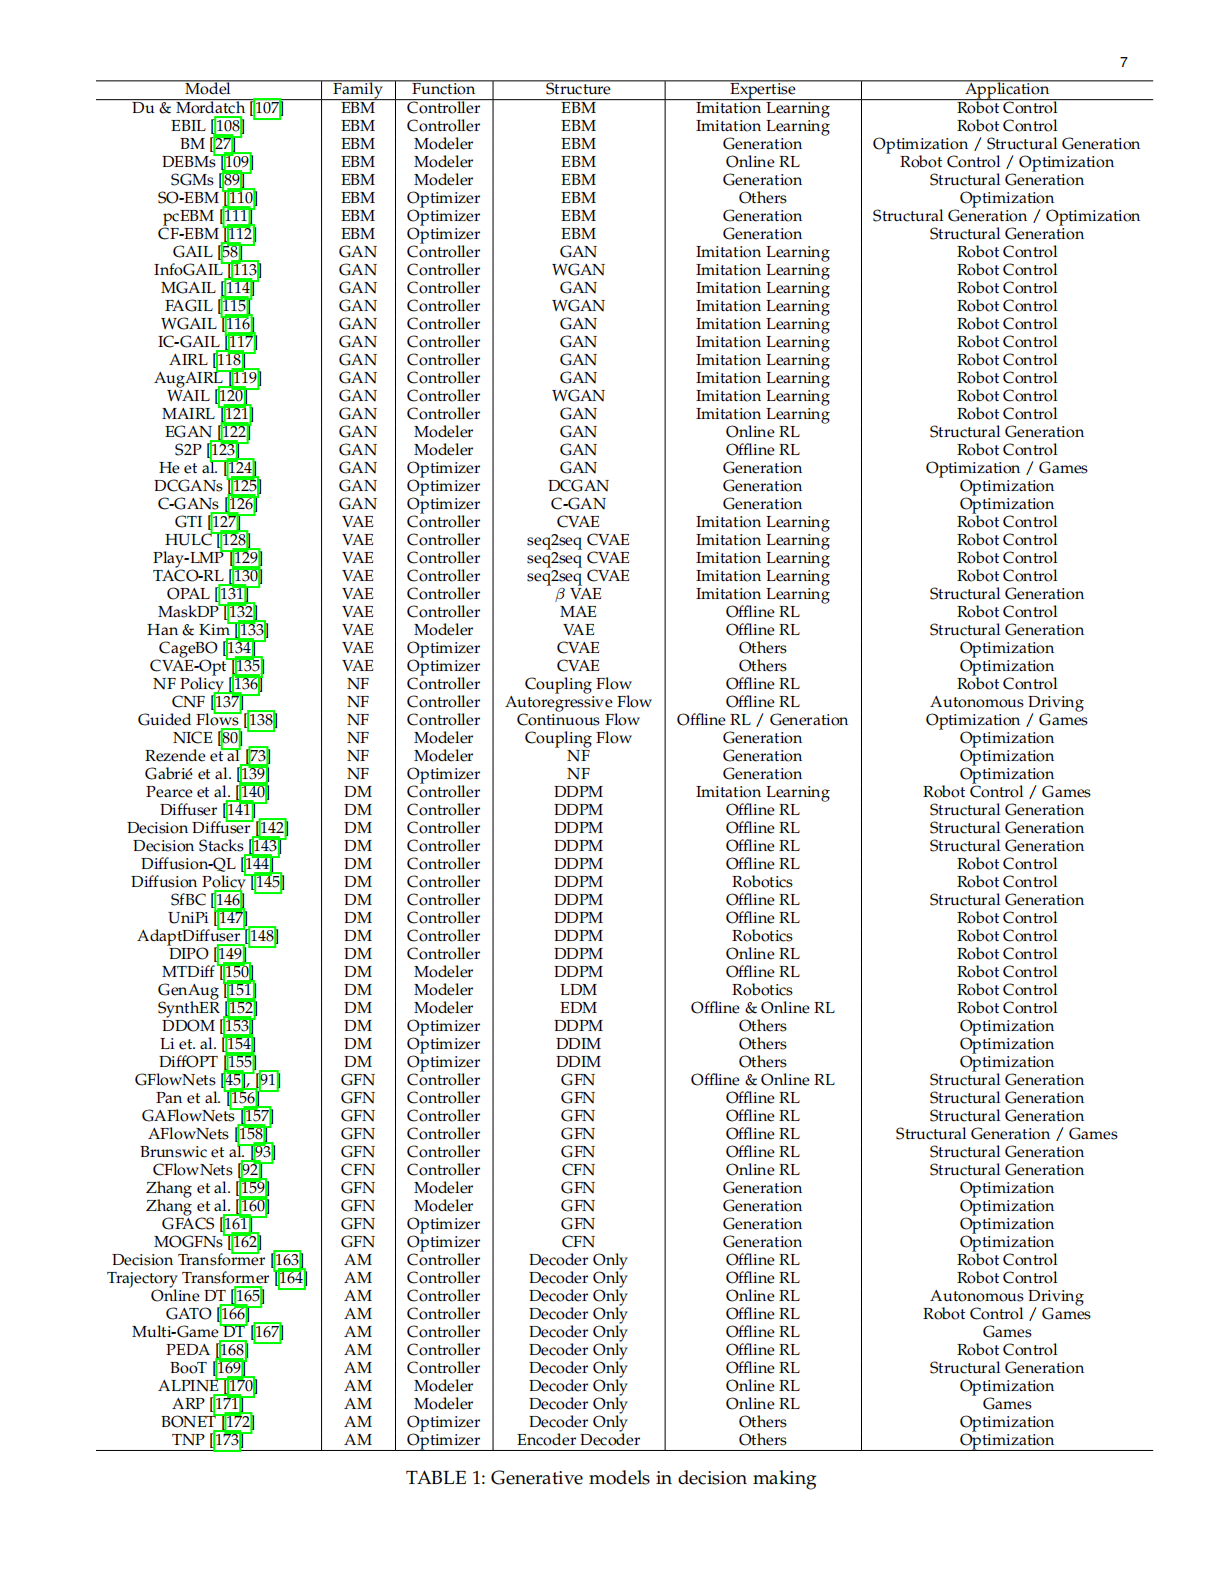 7
Model Family Function Structure Expertise Application
Du & Mordatch [107] EBM Controller EBM Imitation Learning Robot Control
EBIL [108] EBM Controller EBM Imitation Learning Robot Control
BM [27] EBM Modeler EBM Generation Optimization / Structural Generation
DEBMs [109] EBM Modeler EBM Online RL Robot Control / Optimization
SGMs [89] EBM Modeler EBM Generation Structural Generation
SO-EBM [110] EBM Optimizer EBM Others Optimization
pcEBM [111] EBM Optimizer EBM Generation Structural Generation / Optimization
CF-EBM [112] EBM Optimizer EBM Generation Structural Generation
GAIL [58] GAN Controller GAN Imitation Learning Robot Control
InfoGAIL [113] GAN Controller WGAN Imitation Learning Robot Control
MGAIL [114] GAN Controller GAN Imitation Learning Robot Control
FAGIL [115] GAN Controller WGAN Imitation Learning Robot Control
WGAIL [116] GAN Controller GAN Imitation Learning Robot Control
IC-GAIL [117] GAN Controller GAN Imitation Learning Robot Control
AIRL [118] GAN Controller GAN Imitation Learning Robot Control
AugAIRL [119] GAN Controller GAN Imitation Learning Robot Control
WAIL [120] GAN Controller WGAN Imitation Learning Robot Control
MAIRL [121] GAN Controller GAN Imitation Learning Robot Control
EGAN [122] GAN Modeler GAN Online RL Structural Generation
S2P [123] GAN Modeler GAN Offline RL Robot Control
He et al. [124] GAN Optimizer GAN Generation Optimization / Games
DCGANs [125] GAN Optimizer DCGAN Generation Optimization
C-GANs [126] GAN Optimizer C-GAN Generation Optimization
GTI [127] VAE Controller CVAE Imitation Learning Robot Control
HULC [128] VAE Controller seq2seq CVAE Imitation Learning Robot Control
Play-LMP [129] VAE Controller seq2seq CVAE Imitation Learning Robot Control
TACO-RL [130] VAE Controller seq2seq CVAE Imitation Learning Robot Control
OPAL [131] VAE Controller β VAE Imitation Learning Structural Generation
MaskDP [132] VAE Controller MAE Offline RL Robot Control
Han & Kim [133] VAE Modeler VAE Offline RL Structural Generation
CageBO [134] VAE Optimizer CVAE Others Optimization
CVAE-Opt [135] VAE Optimizer CVAE Others Optimization
NF Policy [136] NF Controller Coupling Flow Offline RL Robot Control
CNF [137] NF Controller Autoregressive Flow Offline RL Autonomous Driving
Guided Flows [138] NF Controller Continuous Flow Offline RL / Generation Optimization / Games
NICE [80] NF Modeler Coupling Flow Generation Optimization
Rezende et al [73] NF Modeler NF Generation Optimization
Gabrié et al. [139] NF Optimizer NF Generation Optimization
Pearce et al. [140] DM Controller DDPM Imitation Learning Robot Control / Games
Diffuser [141] DM Controller DDPM Offline RL Structural Generation
Decision Diffuser [142] DM Controller DDPM Offline RL Structural Generation
Decision Stacks [143] DM Controller DDPM Offline RL Structural Generation
Diffusion-QL [144] DM Controller DDPM Offline RL Robot Control
Diffusion Policy [145] DM Controller DDPM Robotics Robot Control
SfBC [146] DM Controller DDPM Offline RL Structural Generation
UniPi [147] DM Controller DDPM Offline RL Robot Control
AdaptDiffuser [148] DM Controller DDPM Robotics Robot Control
DIPO [149] DM Controller DDPM Online RL Robot Control
MTDiff [150] DM Modeler DDPM Offline RL Robot Control
GenAug [151] DM Modeler LDM Robotics Robot Control
SynthER [152] DM Modeler EDM Offline & Online RL Robot Control
DDOM [153] DM Optimizer DDPM Others Optimization
Li et. al. [154] DM Optimizer DDIM Others Optimization
DiffOPT [155] DM Optimizer DDIM Others Optimization
GFlowNets [45], [91] GFN Controller GFN Offline & Online RL Structural Generation
Pan et al. [156] GFN Controller GFN Offline RL Structural Generation
GAFlowNets [157] GFN Controller GFN Offline RL Structural Generation
AFlowNets [158] GFN Controller GFN Offline RL Structural Generation / Games
Brunswic et al. [93] GFN Controller GFN Offline RL Structural Generation
CFlowNets [92] CFN Controller CFN Online RL Structural Generation
Zhang et al. [159] GFN Modeler GFN Generation Optimization
Zhang et al. [160] GFN Modeler GFN Generation Optimization
GFACS [161] GFN Optimizer GFN Generation Optimization
MOGFNs [162] GFN Optimizer CFN Generation Optimization
Decision Transformer [163] AM Controller Decoder Only Offline RL Robot Control
Trajectory Transformer [164] AM Controller Decoder Only Offline RL Robot Control
Online DT [165] AM Controller Decoder Only Online RL Autonomous Driving
GATO [166] AM Controller Decoder Only Offline RL Robot Control / Games
Multi-Game DT [167] AM Controller Decoder Only Offline RL Games
PEDA [168] AM Controller Decoder Only Offline RL Robot Control
BooT [169] AM Controller Decoder Only Offline RL Structural Generation
ALPINE [170] AM Modeler Decoder Only Online RL Optimization
ARP [171] AM Modeler Decoder Only Online RL Games
BONET [172] AM Optimizer Decoder Only Others Optimization
TNP [173] AM Optimizer Encoder Decoder Others Optimization
TABLE 1: Generative models in decision making